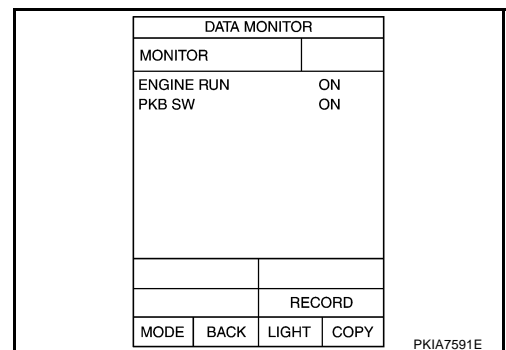 DATA MONITOR
MONITOR
ENGINE RUN ON
PKB SW ON
RECORD
MODE BACK LIGHT COPY
PKIA7591E